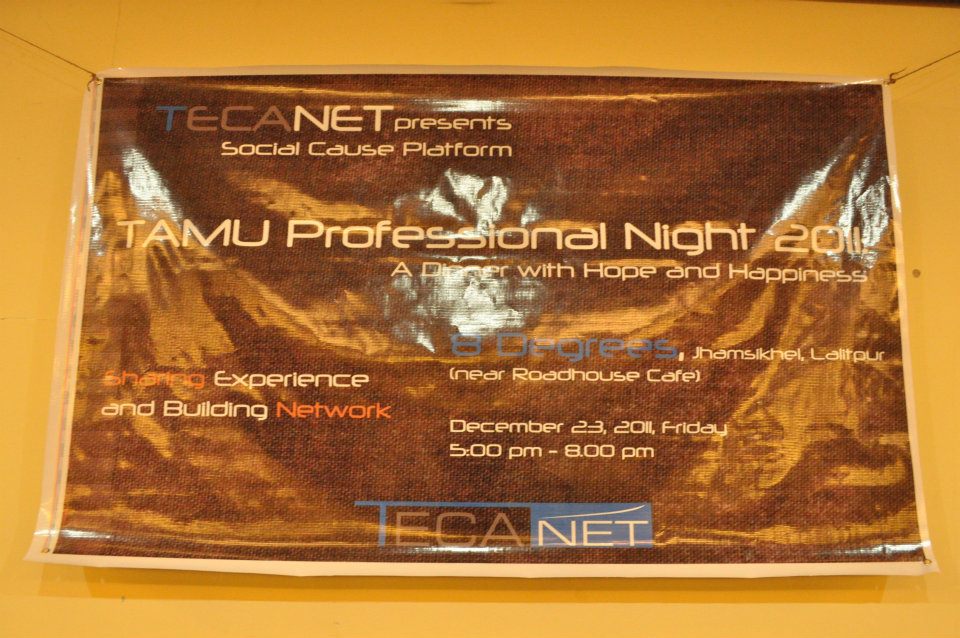 TECANET presents
Social Cause Platform
TAMU Professional Night 2011
A Dinner with Hope and Happiness
8 Degrees, Jhamsikhel, Lalitpur
(near Roadhouse Cafe)
Sharing Experience
and Building Network
December 23, 2011, Friday
5:00 pm - 8.00 pm
TECANET